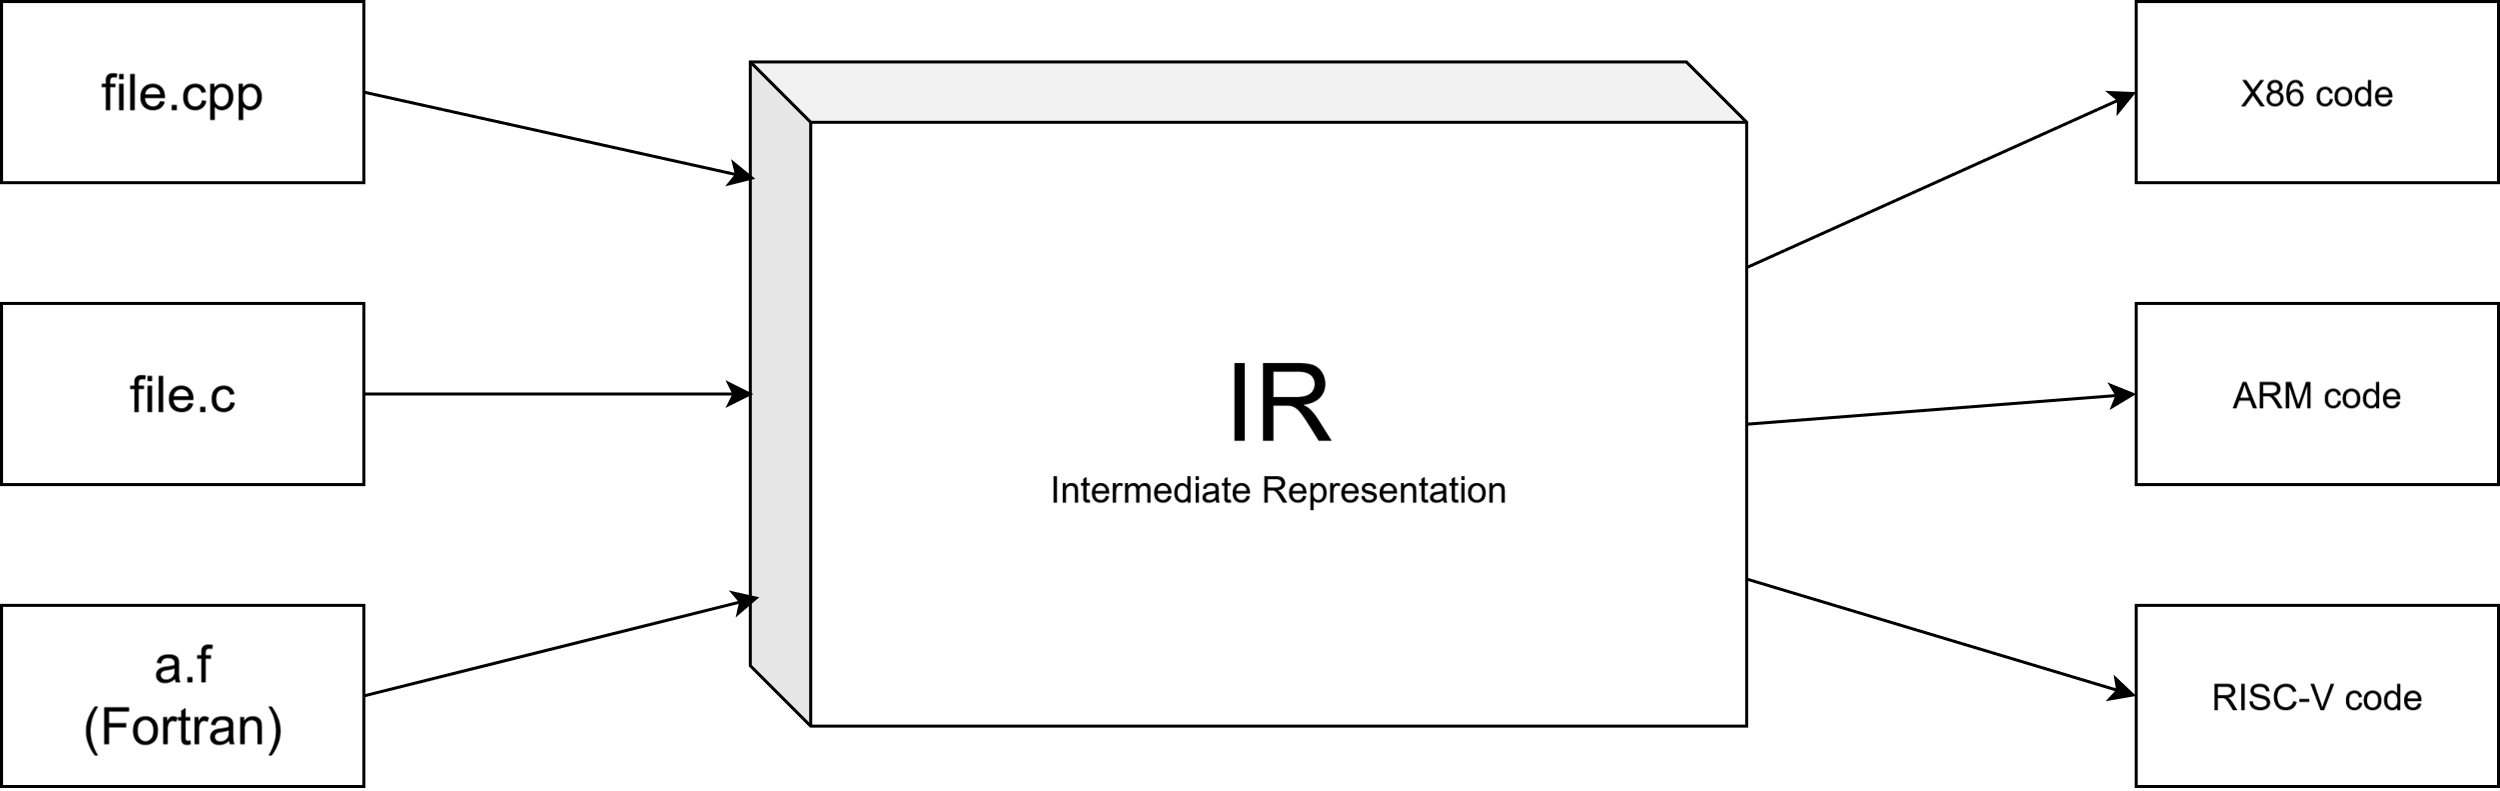 file.cpp
file.c
a.f
(Fortran)
IR
Intermediate Representation
X86 code
ARM code
RISC-V code